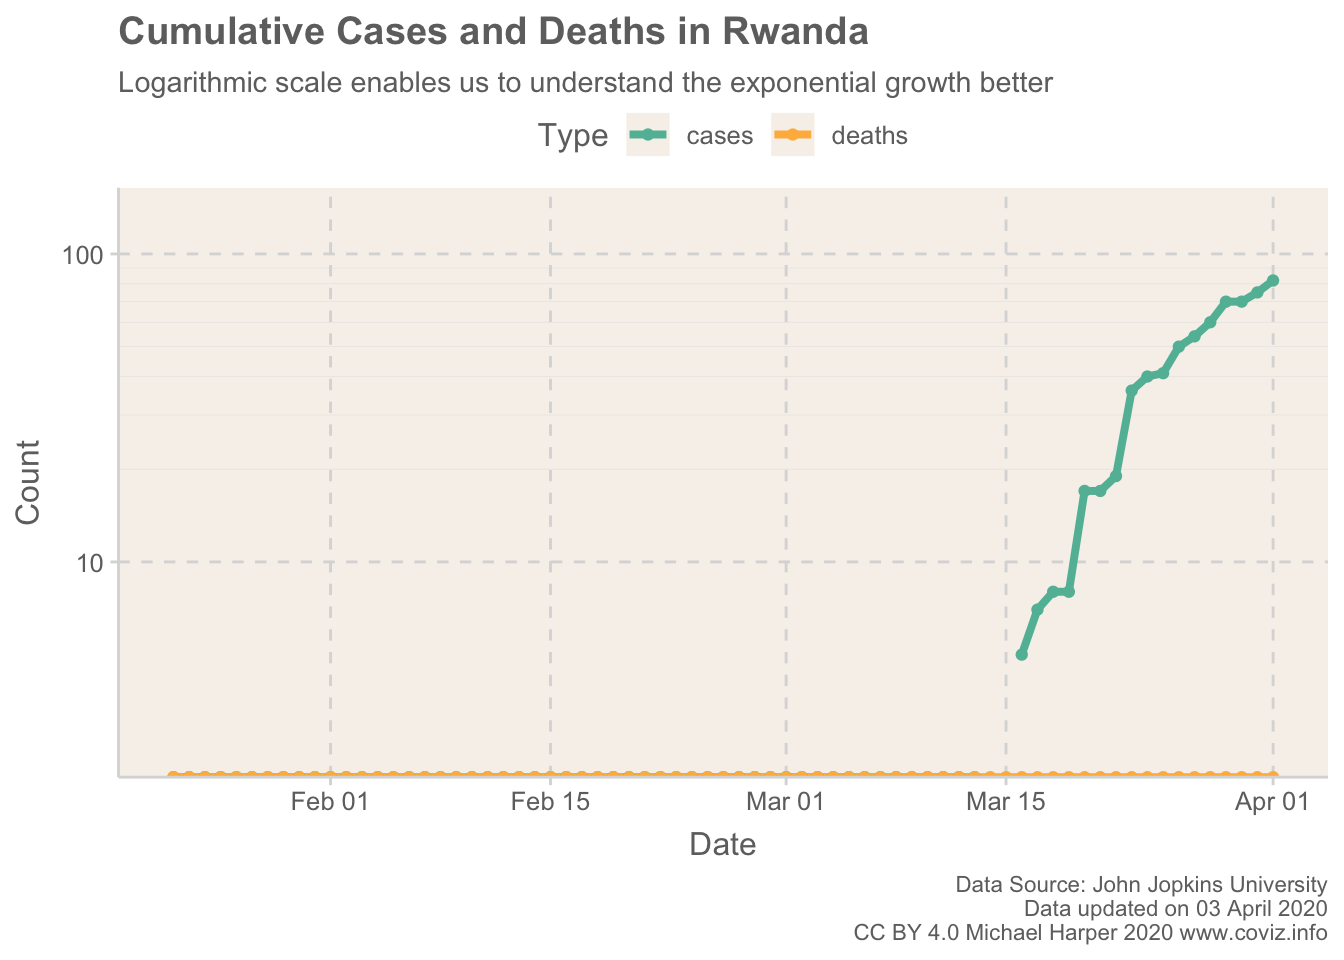 Cumulative Cases and Deaths in Rwanda
Logarithmic scale enables us to understand the exponential growth better
Type cases deaths
100
10
Count
Feb 01 Feb 15 Mar 01 Mar 15 Apr 01
Date
Data Source: John Jopkins University
Data updated on 03 April 2020
CC BY 4.0 Michael Harper 2020 www.coviz.info